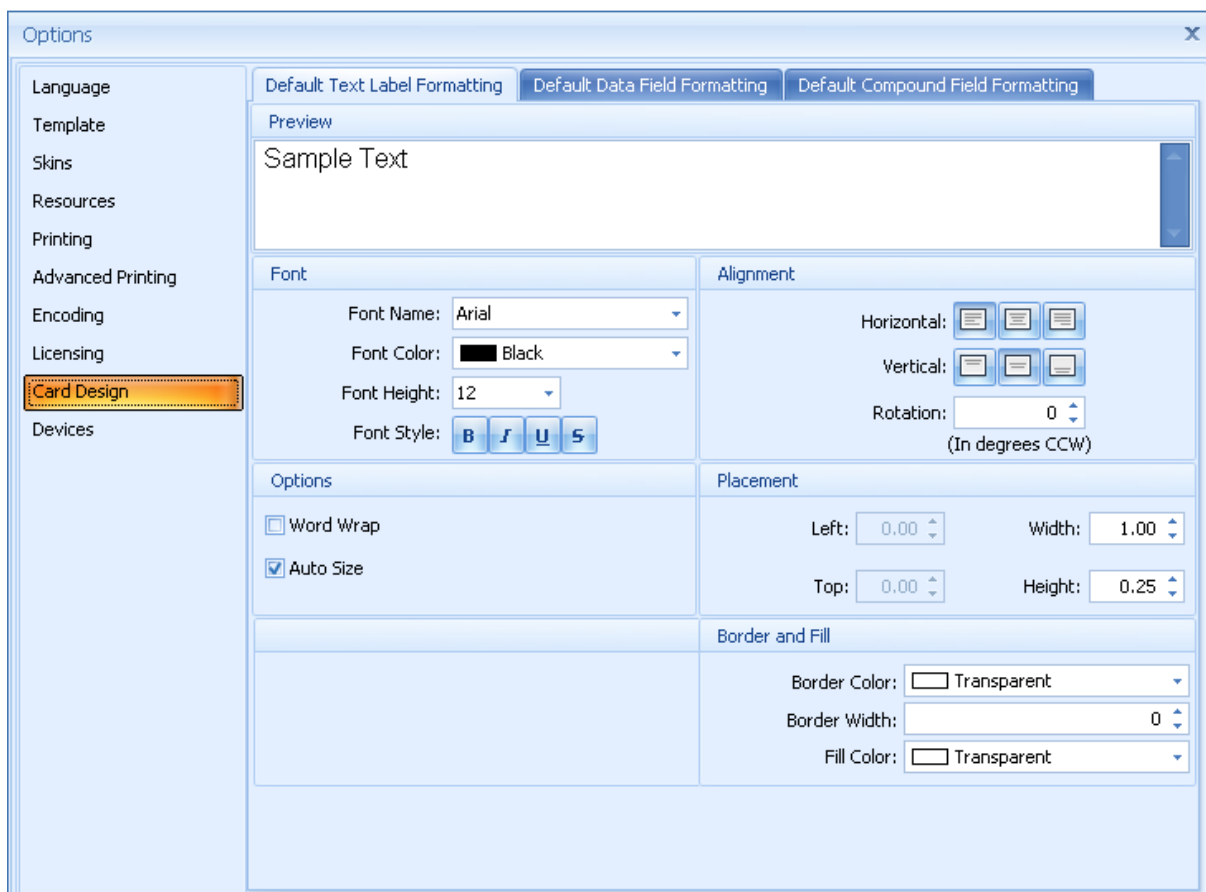 Options
Language
Template
Skins
Resources
Printing
Advanced Printing
Encoding
Licensing
Card Design
Devices
Default Text Label Formatting Default Data Field Formatting Default Compound Field Formatting
Preview
Sample Text
Font
Font Name: Arial
Font Color: Black
Font Height: 12
Font Style: B I U S
Alignment
Horizontal:
Vertical:
Rotation: 0
(In degrees CCW)
Options
Word Wrap
Auto Size
Placement
Left: 0.00 Width: 1.00
Top: 0.00 Height: 0.25
Border and Fill
Border Color: Transparent
Border Width: 0
Fill Color: Transparent